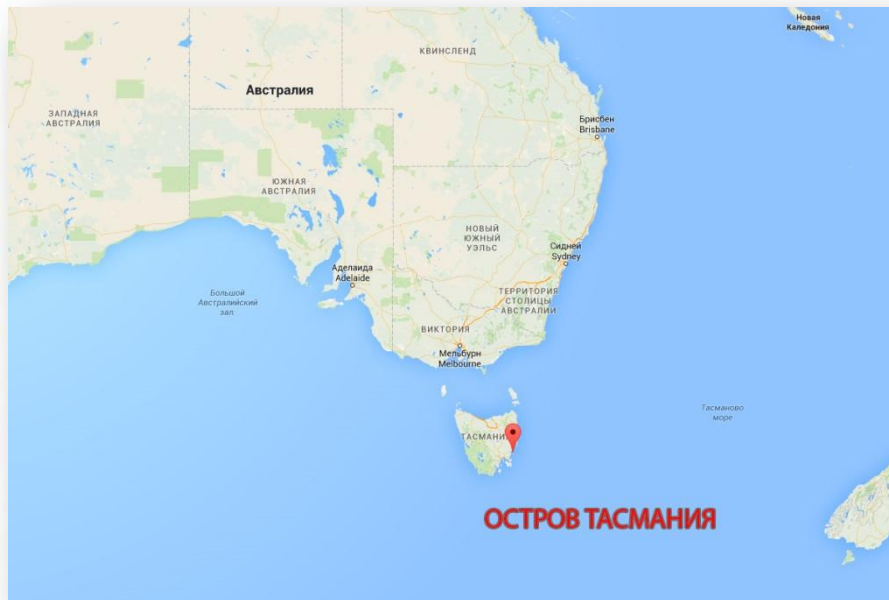 Новая
Каледония
КВИНСЛЕНД
Австралия
ЗАПАДНАЯ
АВСТРАЛИЯ
Брисбен
Brisbane
ЮЖНАЯ
АВСТРАЛИЯ
НОВЫЙ
ЮЖНЫЙ
УЭЛЬС
Сидней
Sydney
Аделаида
Adelaide
Большой
Австралийский
зал.
ТЕРРИТОРИЯ
СТОЛИЦЫ
АВСТРАЛИИ
ВИКТОРИЯ
Мельбурн
Melbourne
Тасманово
море
ТАСМАНИ
ОСТРОВ ТАСМАНИЯ